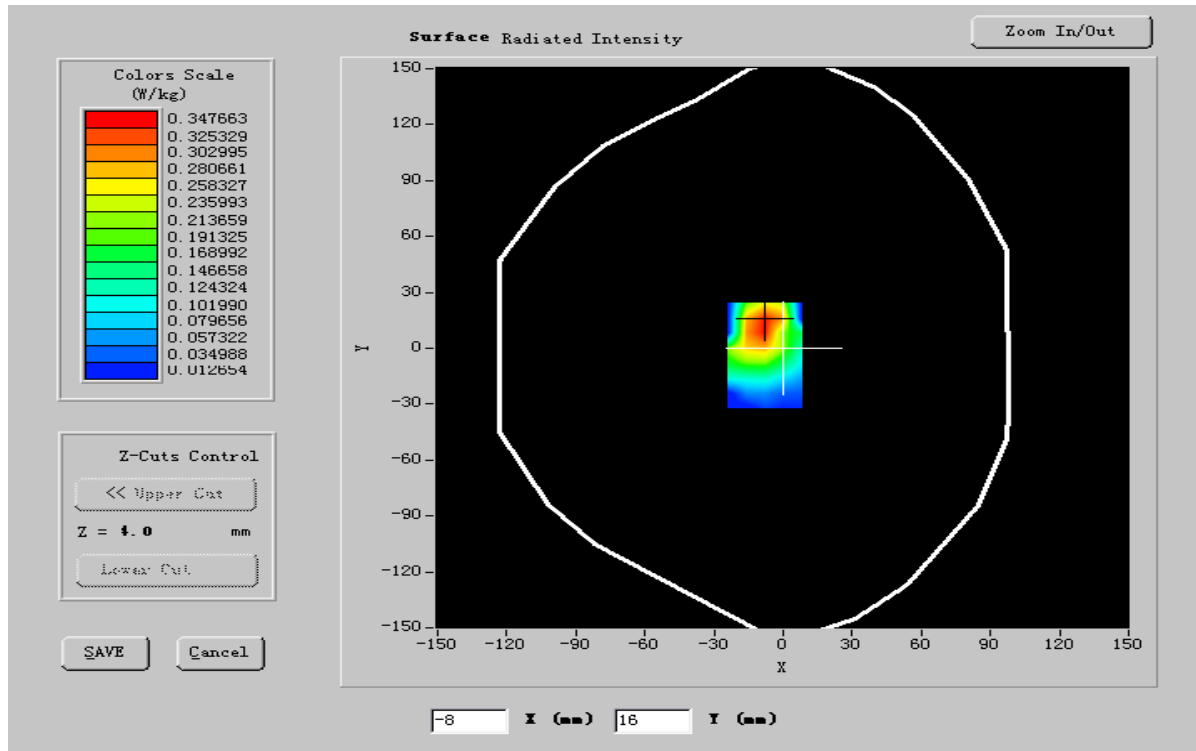 Surface Radiated Intensity
Zoom In/Out
Colors Scale
(W/kg)
0.347663
0.325329
0.302995
0.280661
0.258327
0.235993
0.213659
0.191325
0.168992
0.146658
0.124324
0.101990
0.079656
0.057322
0.034988
0.012654
Z-Cuts Control
<< Upper Cut
Z = 4.0 mm
Lower Cut
SAVE
Cancel
150
120
90
60
30
0
-30
-60
-90
-120
-150
Y
-150 -120 -90 -60 -30 0 30 60 90 120 150
X
-8 X (mm) 16 Y (mm)